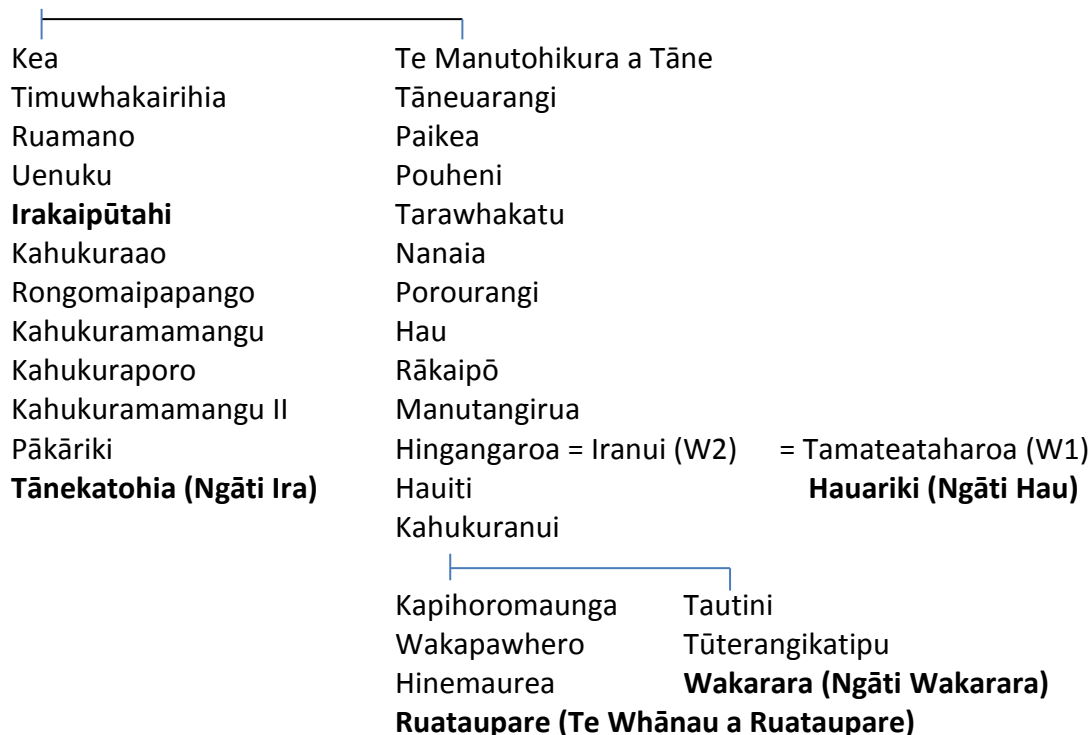 Kea Te Manutohikura a Tāne
Timuwhakairihia Tāneuarangi
Ruamano Paikea
Uenuku Pouheni
Irakaipūtahi Tarawhakatu
Kahukuraao Nanaia
Rongomaipapango Porourangi
Kahukuramamangu Hau
Kahukuraporo Rākaipō
Kahukuramamangu II Manutangirua
Pākāriki Hingangaroa = Iranui (W2) = Tamateataharoa (W1)
Tānekatohia (Ngāti Ira) Hauiti Hauariki (Ngāti Hau)
Kahukuranui
Kapihoromaunga Tautini
Wakapawhero Tūterangikatipu
Hinemaurea Wakarara (Ngāti Wakarara)
Ruataupare (Te Whānau a Ruataupare)